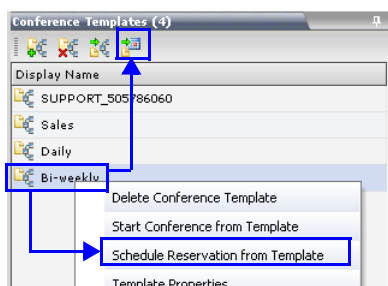 Conference Templates (4)
Display Name
SUPPORT_505786060
Sales
Daily
Bi-weekly
Delete Conference Template
Start Conference from Template
Schedule Reservation from Template
Template Properties